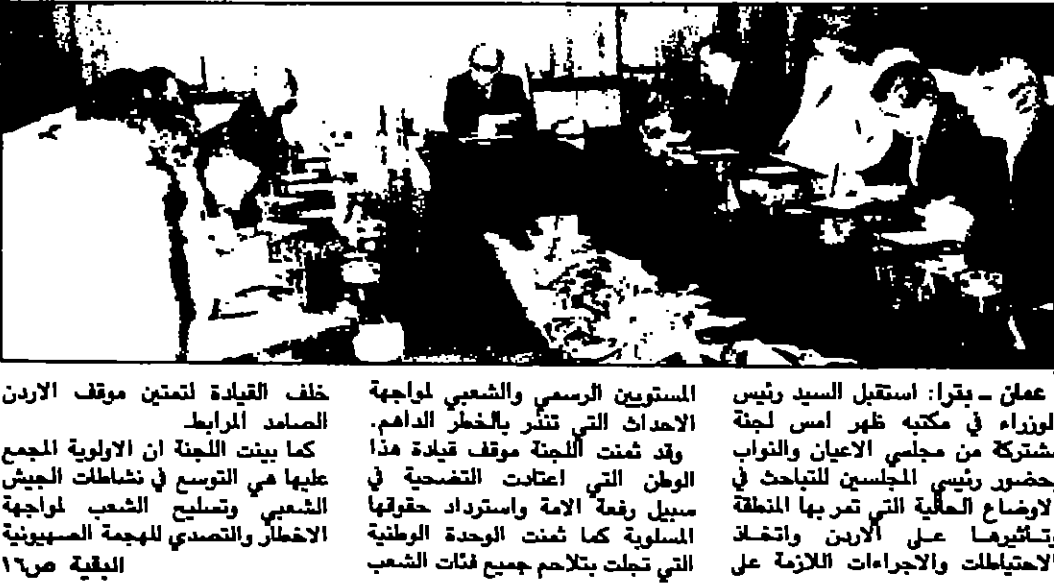 عمان ـ بترا: استقبل السيد رئيس
الوزراء في مكتبه ظهر امس لجنة
مشتركة من مجلسي الاعيان والنواب
بحضور رئيسي المجلسين للتباحث في
الاوضاع الحالية التي تمر بها المنطقة
وتأثيرها على الاردن واتخاذ
الاحتياطات والاجراءات اللازمة على
المستويين الرسمي والشعبي لمواجهة
الاحداث التي تنذر بالخطر الداهم.
وقد ثمنت اللجنة موقف قيادة هذا
الوطن التي اعتادت التضحية في
سبيل رفعة الامة واسترداد حقوقها
المسلوبة كما ثمنت الوحدة الوطنية
التي تجلت بتلاحم جميع فئات الشعب
خلف القيادة لتمتين موقف الاردن
الصامد المرابط.
كما بينت اللجنة ان الاولوية المجمع
عليها هي التوسع في نشاطات الجيش
الشعبي وتسليح الشعب لمواجهة
الاخطار والتصدي للهجمة الصهيونية
البقية ص١٦